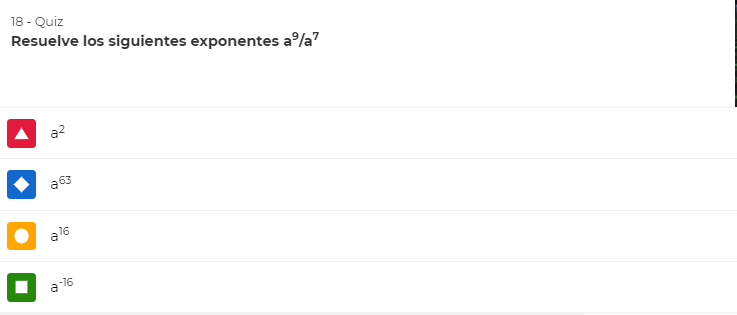 18 - Quiz
Resuelve los siguientes exponentes a⁹/a⁷
a²
a⁶³
a¹⁶
a⁻¹⁶